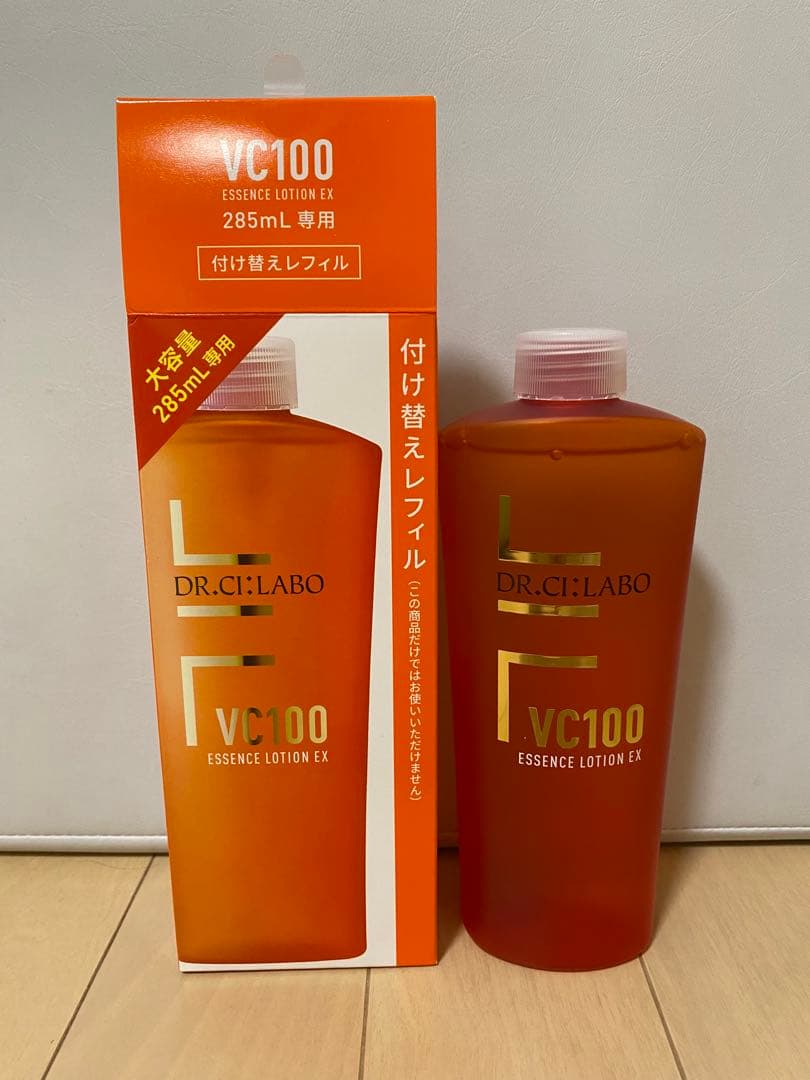 VC100
ESSENCE LOTION EX
285mL 専用
付け替えレフィル
大容量
285mL専用
付け替えレフィル
(この商品だけではお使いいただけません)
DR.CI:LABO
VC100
ESSENCE LOTION EX
DR.CI:LABO
VC100
ESSENCE LOTION EX